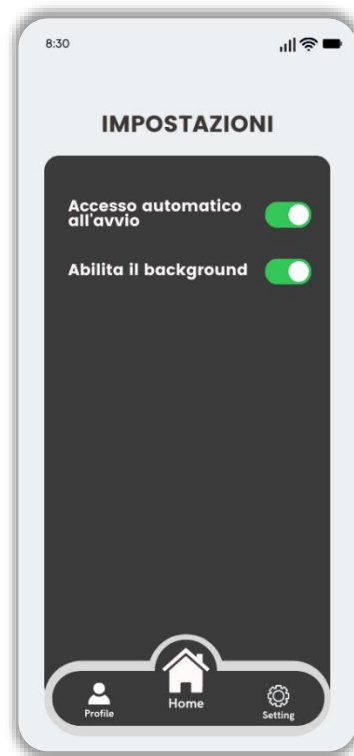 8:30
IMPOSTAZIONI
Accesso automatico
all'avvio
Abilita il background
Profile
Home
Setting